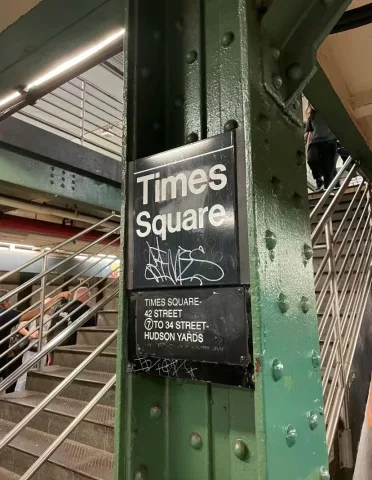 Times
Square
TIMES SQUARE-
42 STREET
⑦ TO 34 STREET-
HUDSON YARDS